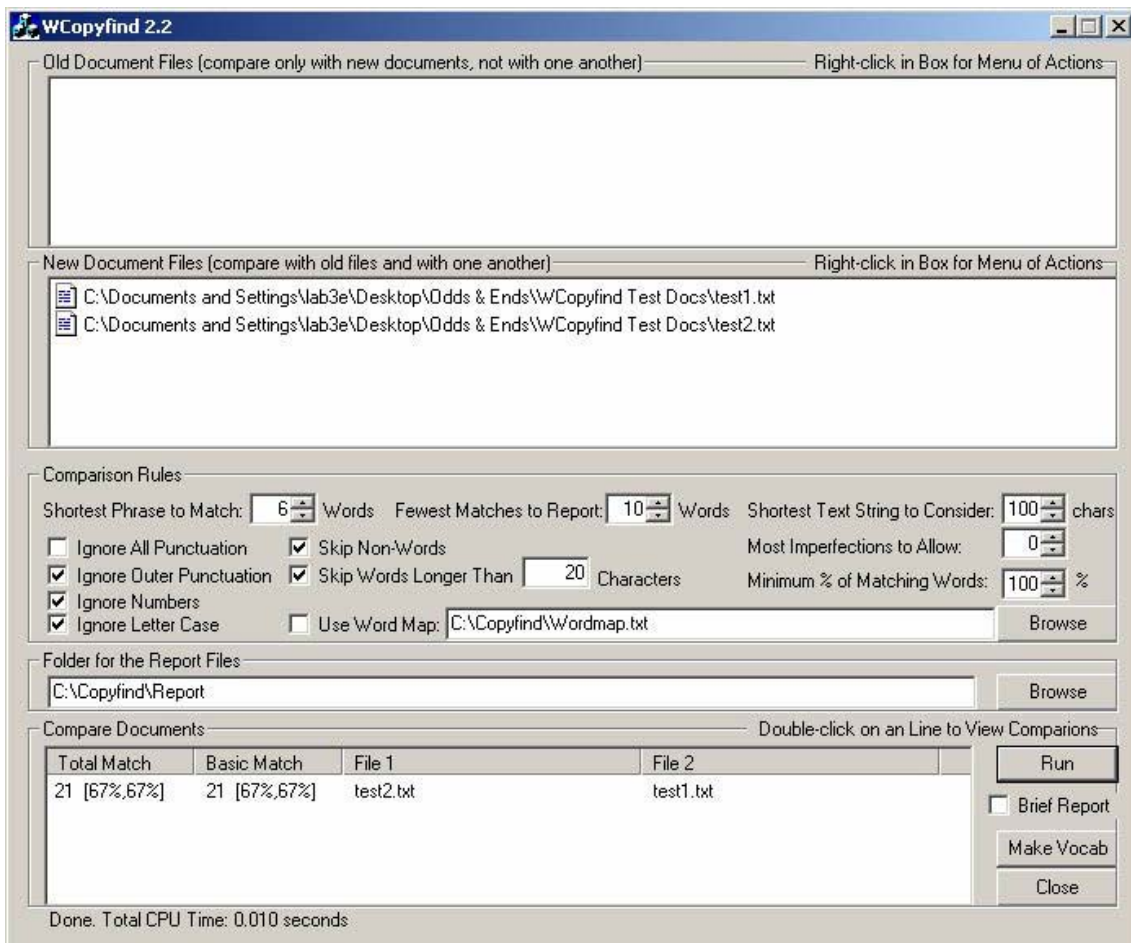 WCopyfind 2.2
Old Document Files (compare only with new documents, not with one another) Right-click in Box for Menu of Actions
New Document Files (compare with old files and with one another) Right-click in Box for Menu of Actions
C:\Documents and Settings\lab3e\Desktop\Odds & Ends\WCopyfind Test Docs\test1.txt
C:\Documents and Settings\lab3e\Desktop\Odds & Ends\WCopyfind Test Docs\test2.txt
Comparison Rules
Shortest Phrase to Match: 6 Words Fewest Matches to Report: 10 Words Shortest Text String to Consider: 100 chars
Ignore All Punctuation Skip Non-Words Most Imperfections to Allow: 0
Ignore Outer Punctuation Skip Words Longer Than 20 Characters Minimum % of Matching Words: 100 %
Ignore Numbers
Ignore Letter Case Use Word Map: C:\Copyfind\Wordmap.txt Browse
Folder for the Report Files
C:\Copyfind\Report Browse
Compare Documents Double-click on an Line to View Comparions
Total Match Basic Match File 1 File 2 Run
21 [67%,67%] 21 [67%,67%] test2.txt test1.txt
Brief Report
Make Vocab
Close
Done. Total CPU Time: 0.010 seconds